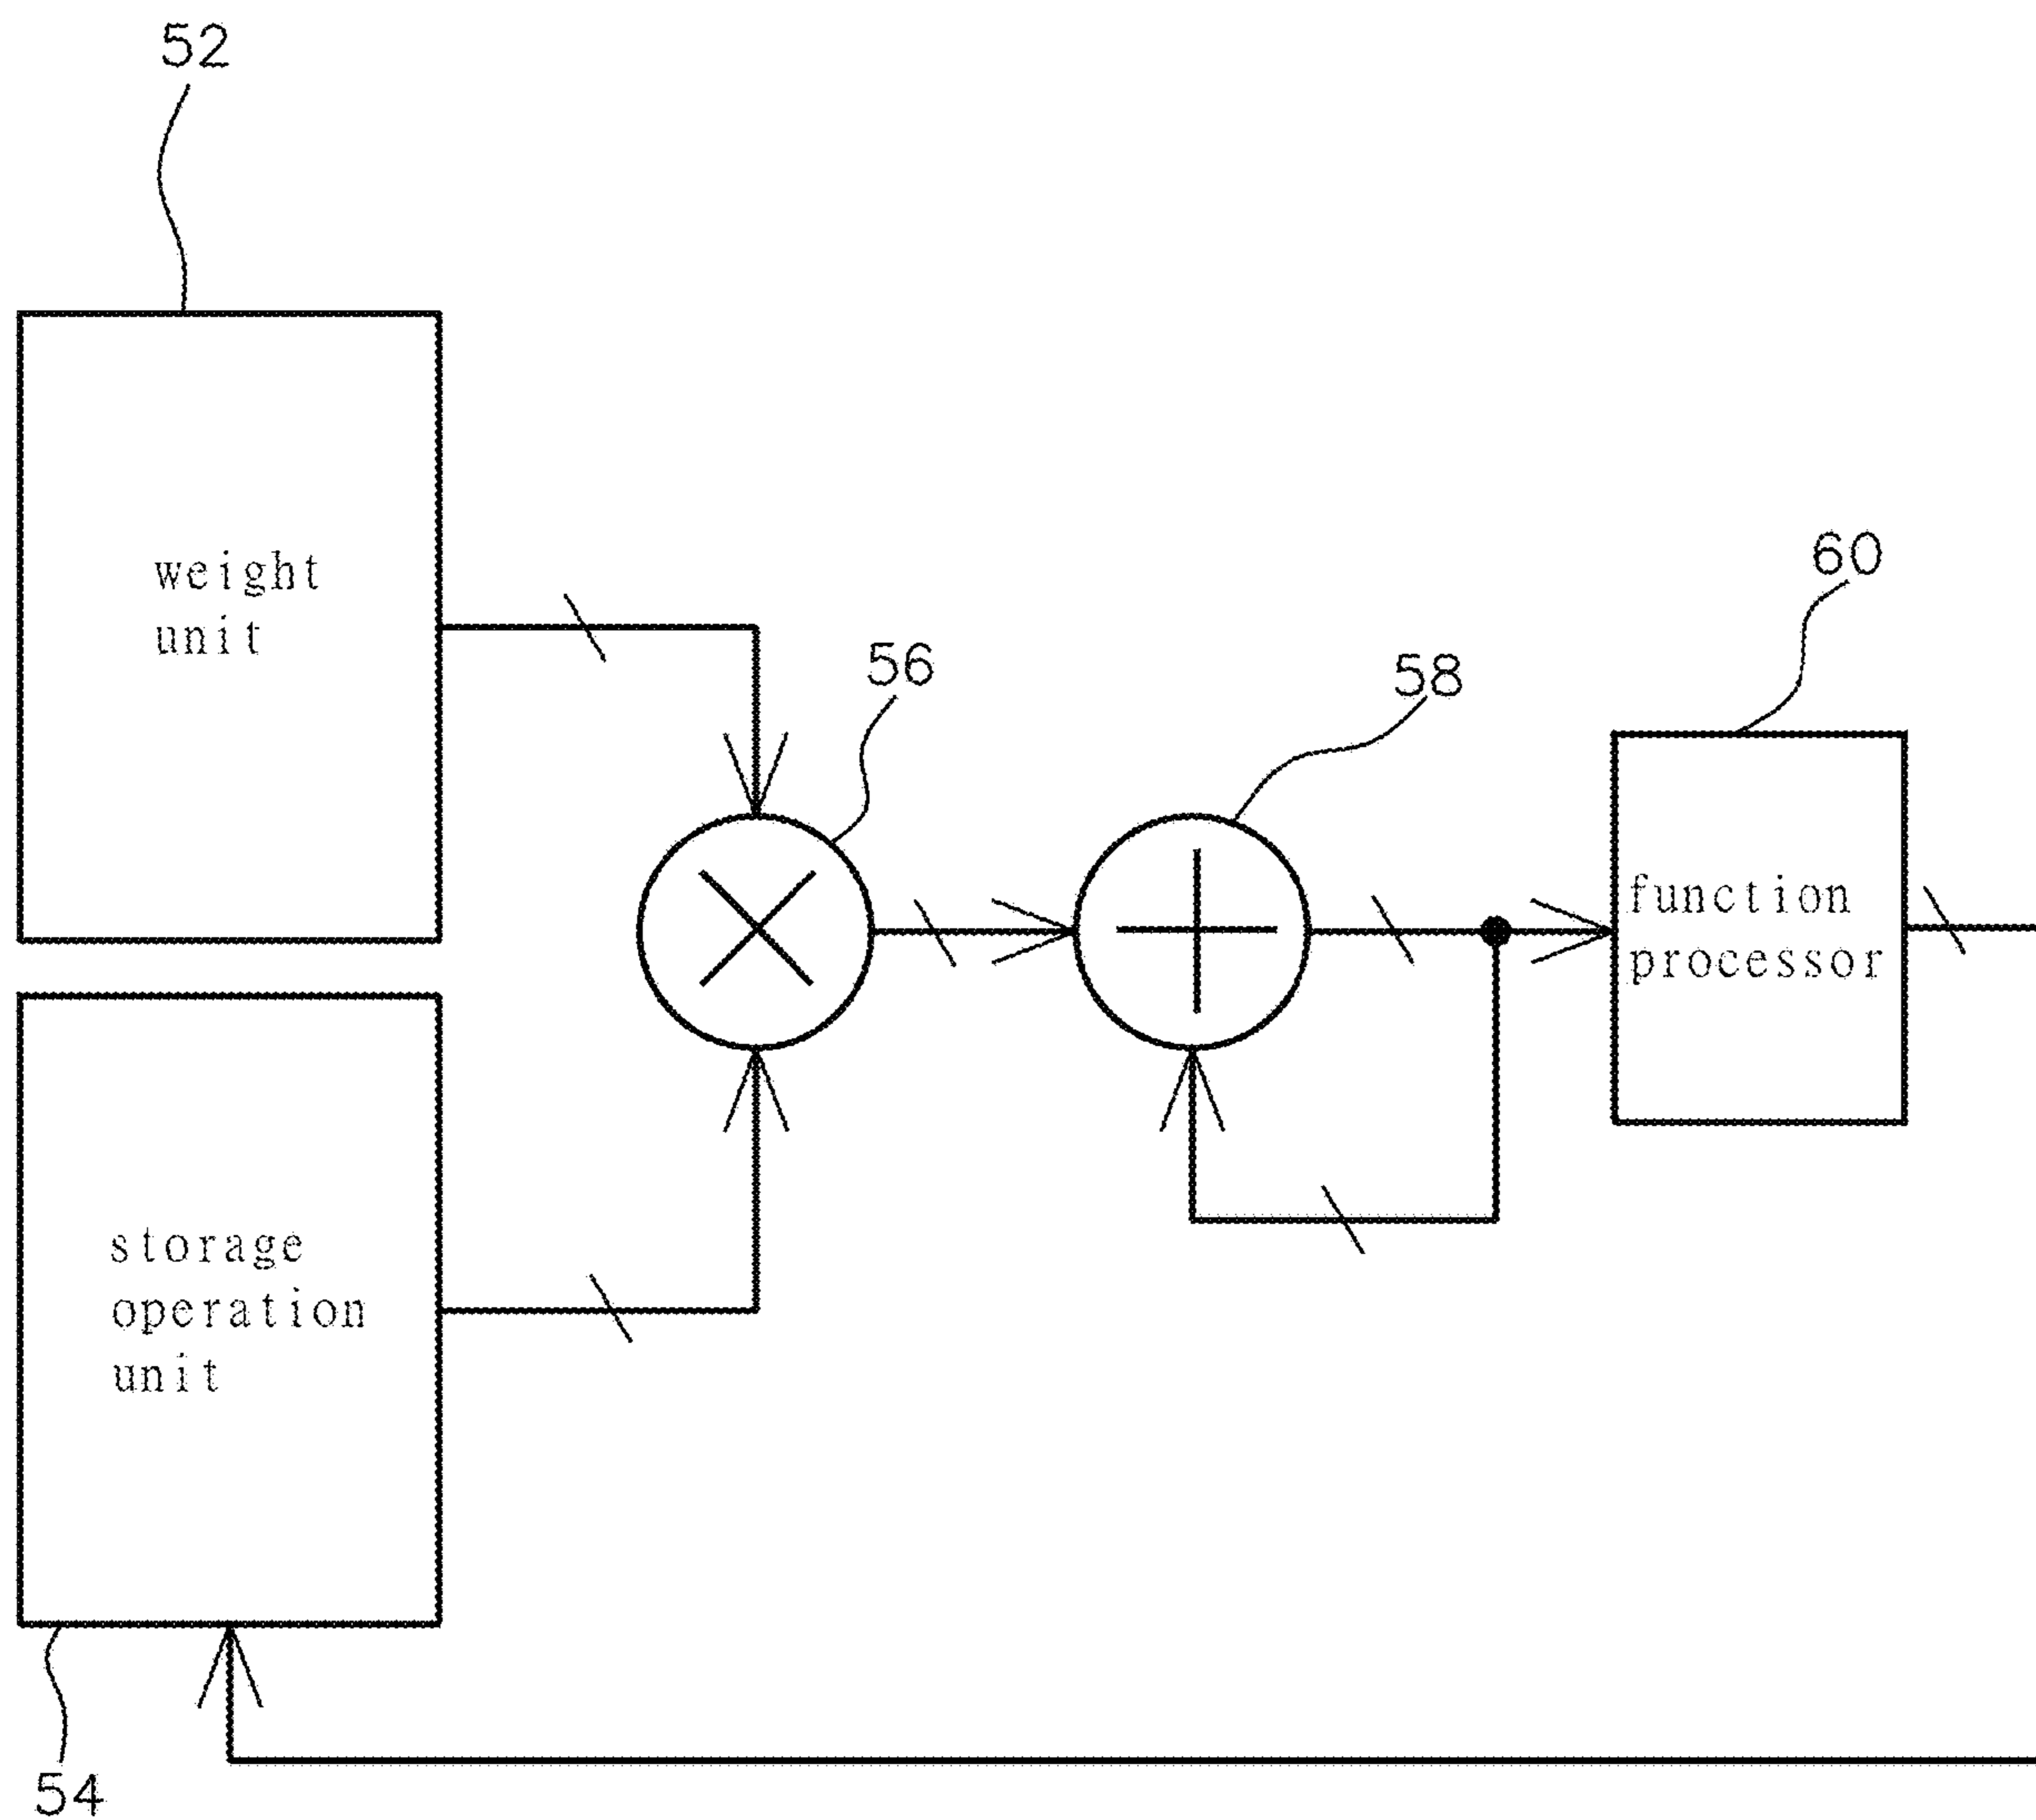 52
weight
unit
56
58
60
function
processor
storage
operation
unit
54